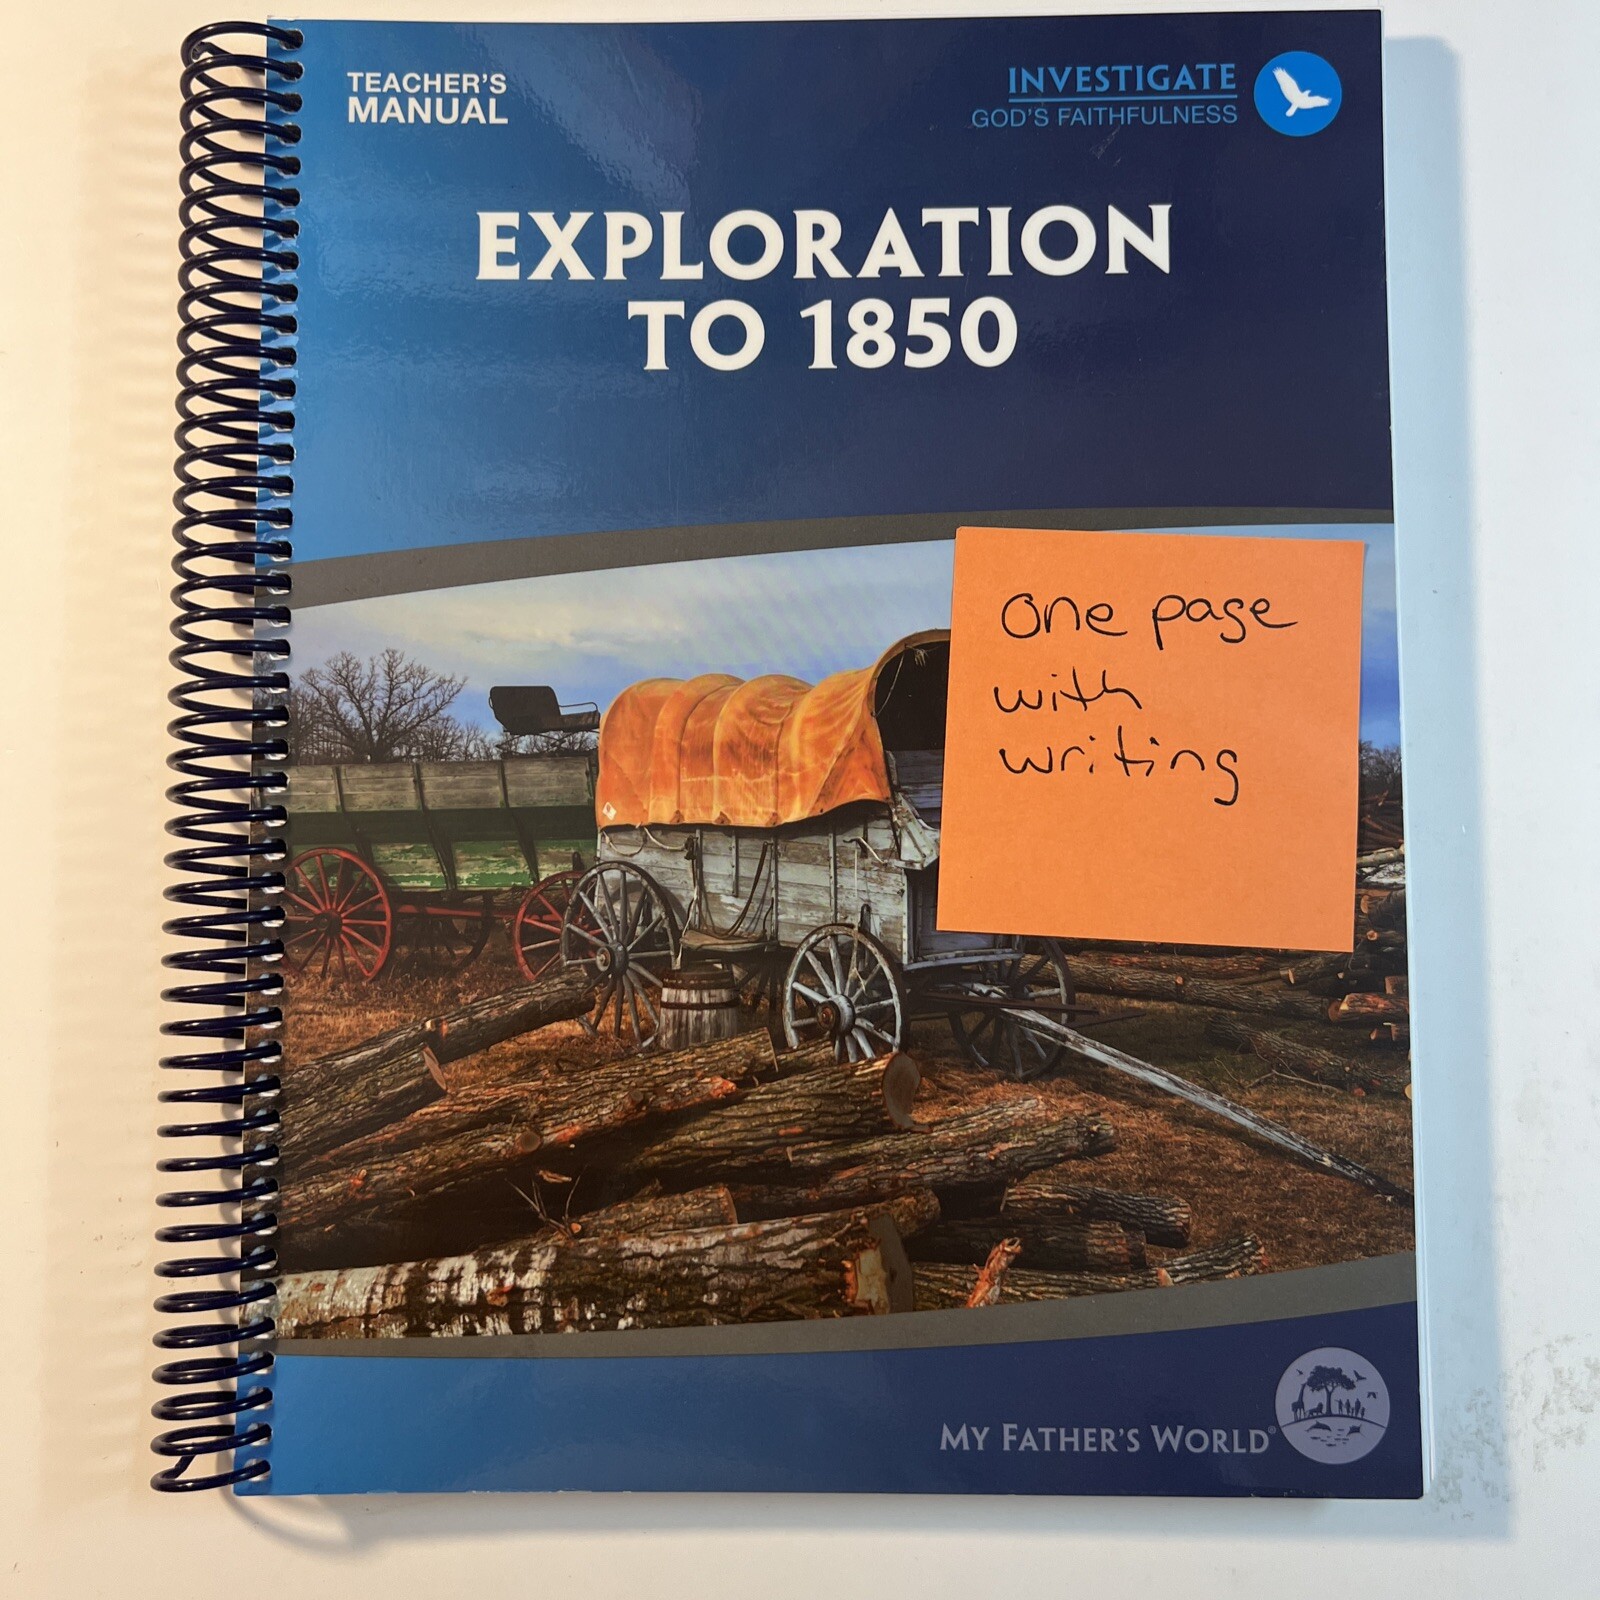 TEACHER'S
MANUAL
INVESTIGATE
GOD'S FAITHFULNESS
EXPLORATION
TO 1850
one page
with
writing
MY FATHER'S WORLD®